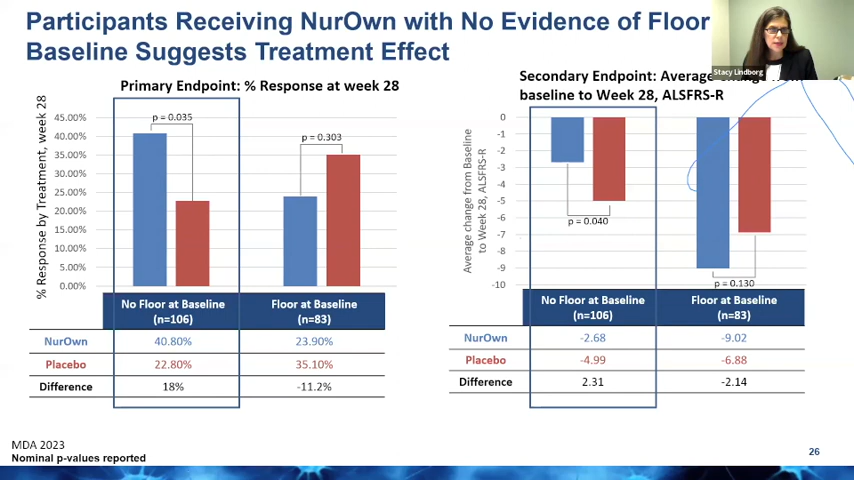 Participants Receiving NurOwn with No Evidence of Floor
Baseline Suggests Treatment Effect
Stacy Lindborg
Primary Endpoint: % Response at week 28
% Response by Treatment, week 28
45.00%
40.00%
35.00%
30.00%
25.00%
20.00%
15.00%
10.00%
5.00%
0.00%
p = 0.035
p = 0.303
No Floor at Baseline Floor at Baseline
(n=106) (n=83)
NurOwn 40.80% 23.90%
Placebo 22.80% 35.10%
Difference 18% -11.2%
Secondary Endpoint: Average change from
baseline to Week 28, ALSFRS-R
Average change from Baseline
to Week 28, ALSFRS-R
0
-1
-2
-3
-4
-5
-6
-7
-8
-9
-10
p = 0.040
p = 0.130
No Floor at Baseline Floor at Baseline
(n=106) (n=83)
NurOwn -2.68 -9.02
Placebo -4.99 -6.88
Difference 2.31 -2.14
MDA 2023
Nominal p-values reported
26